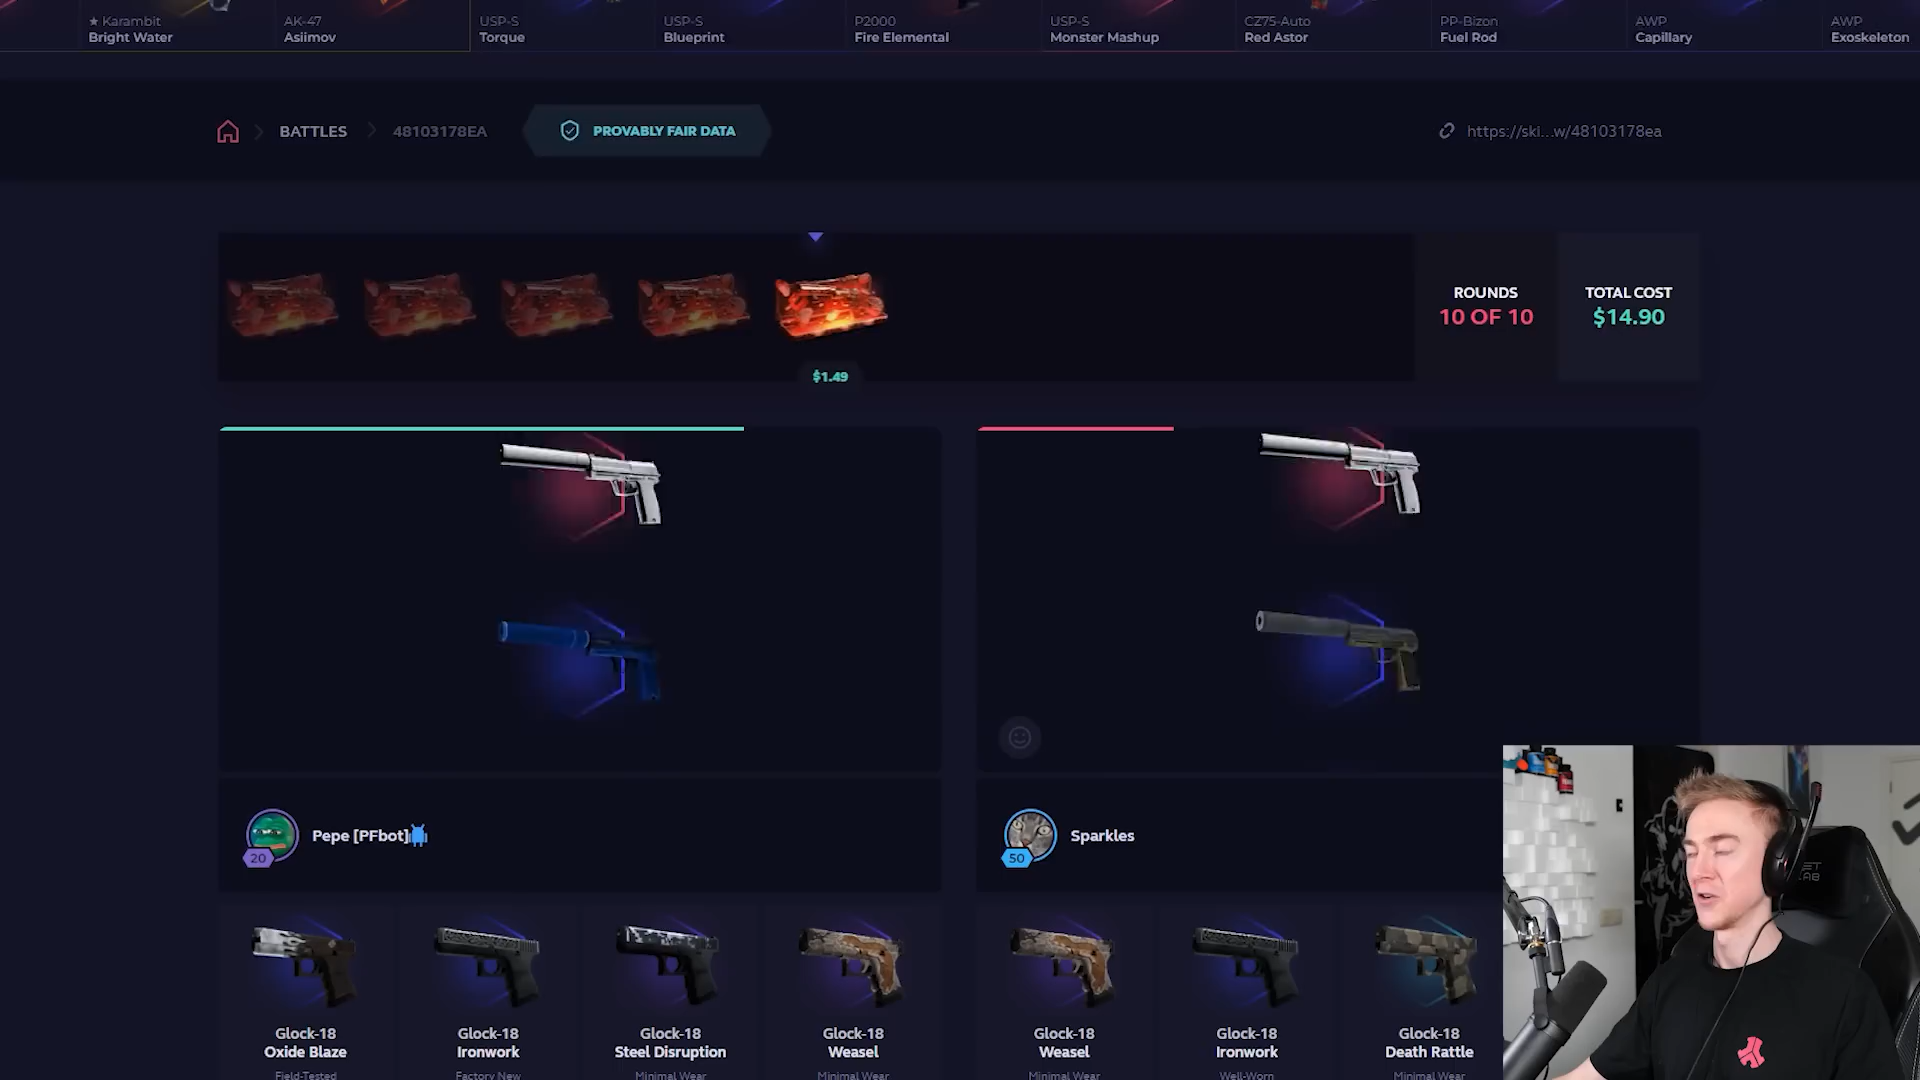 ★ Karambit
Bright Water
AK-47
Asiimov
USP-S
Torque
USP-S
Blueprint
P2000
Fire Elemental
USP-S
Monster Mashup
CZ75-Auto
Red Astor
PP-Bizon
Fuel Rod
AWP
Capillary
AWP
Exoskeleton
BATTLES
48103178EA
PROVABLY FAIR DATA
https://ski...w/48103178ea
ROUNDS
10 OF 10
TOTAL COST
$14.90
$1.49
20
Pepe [PFbot]
50
Sparkles
Glock-18
Oxide Blaze
Field-Tested
Glock-18
Ironwork
Factory New
Glock-18
Steel Disruption
Minimal Wear
Glock-18
Weasel
Minimal Wear
Glock-18
Weasel
Minimal Wear
Glock-18
Ironwork
Well-Worn
Glock-18
Death Rattle
Minimal Wear